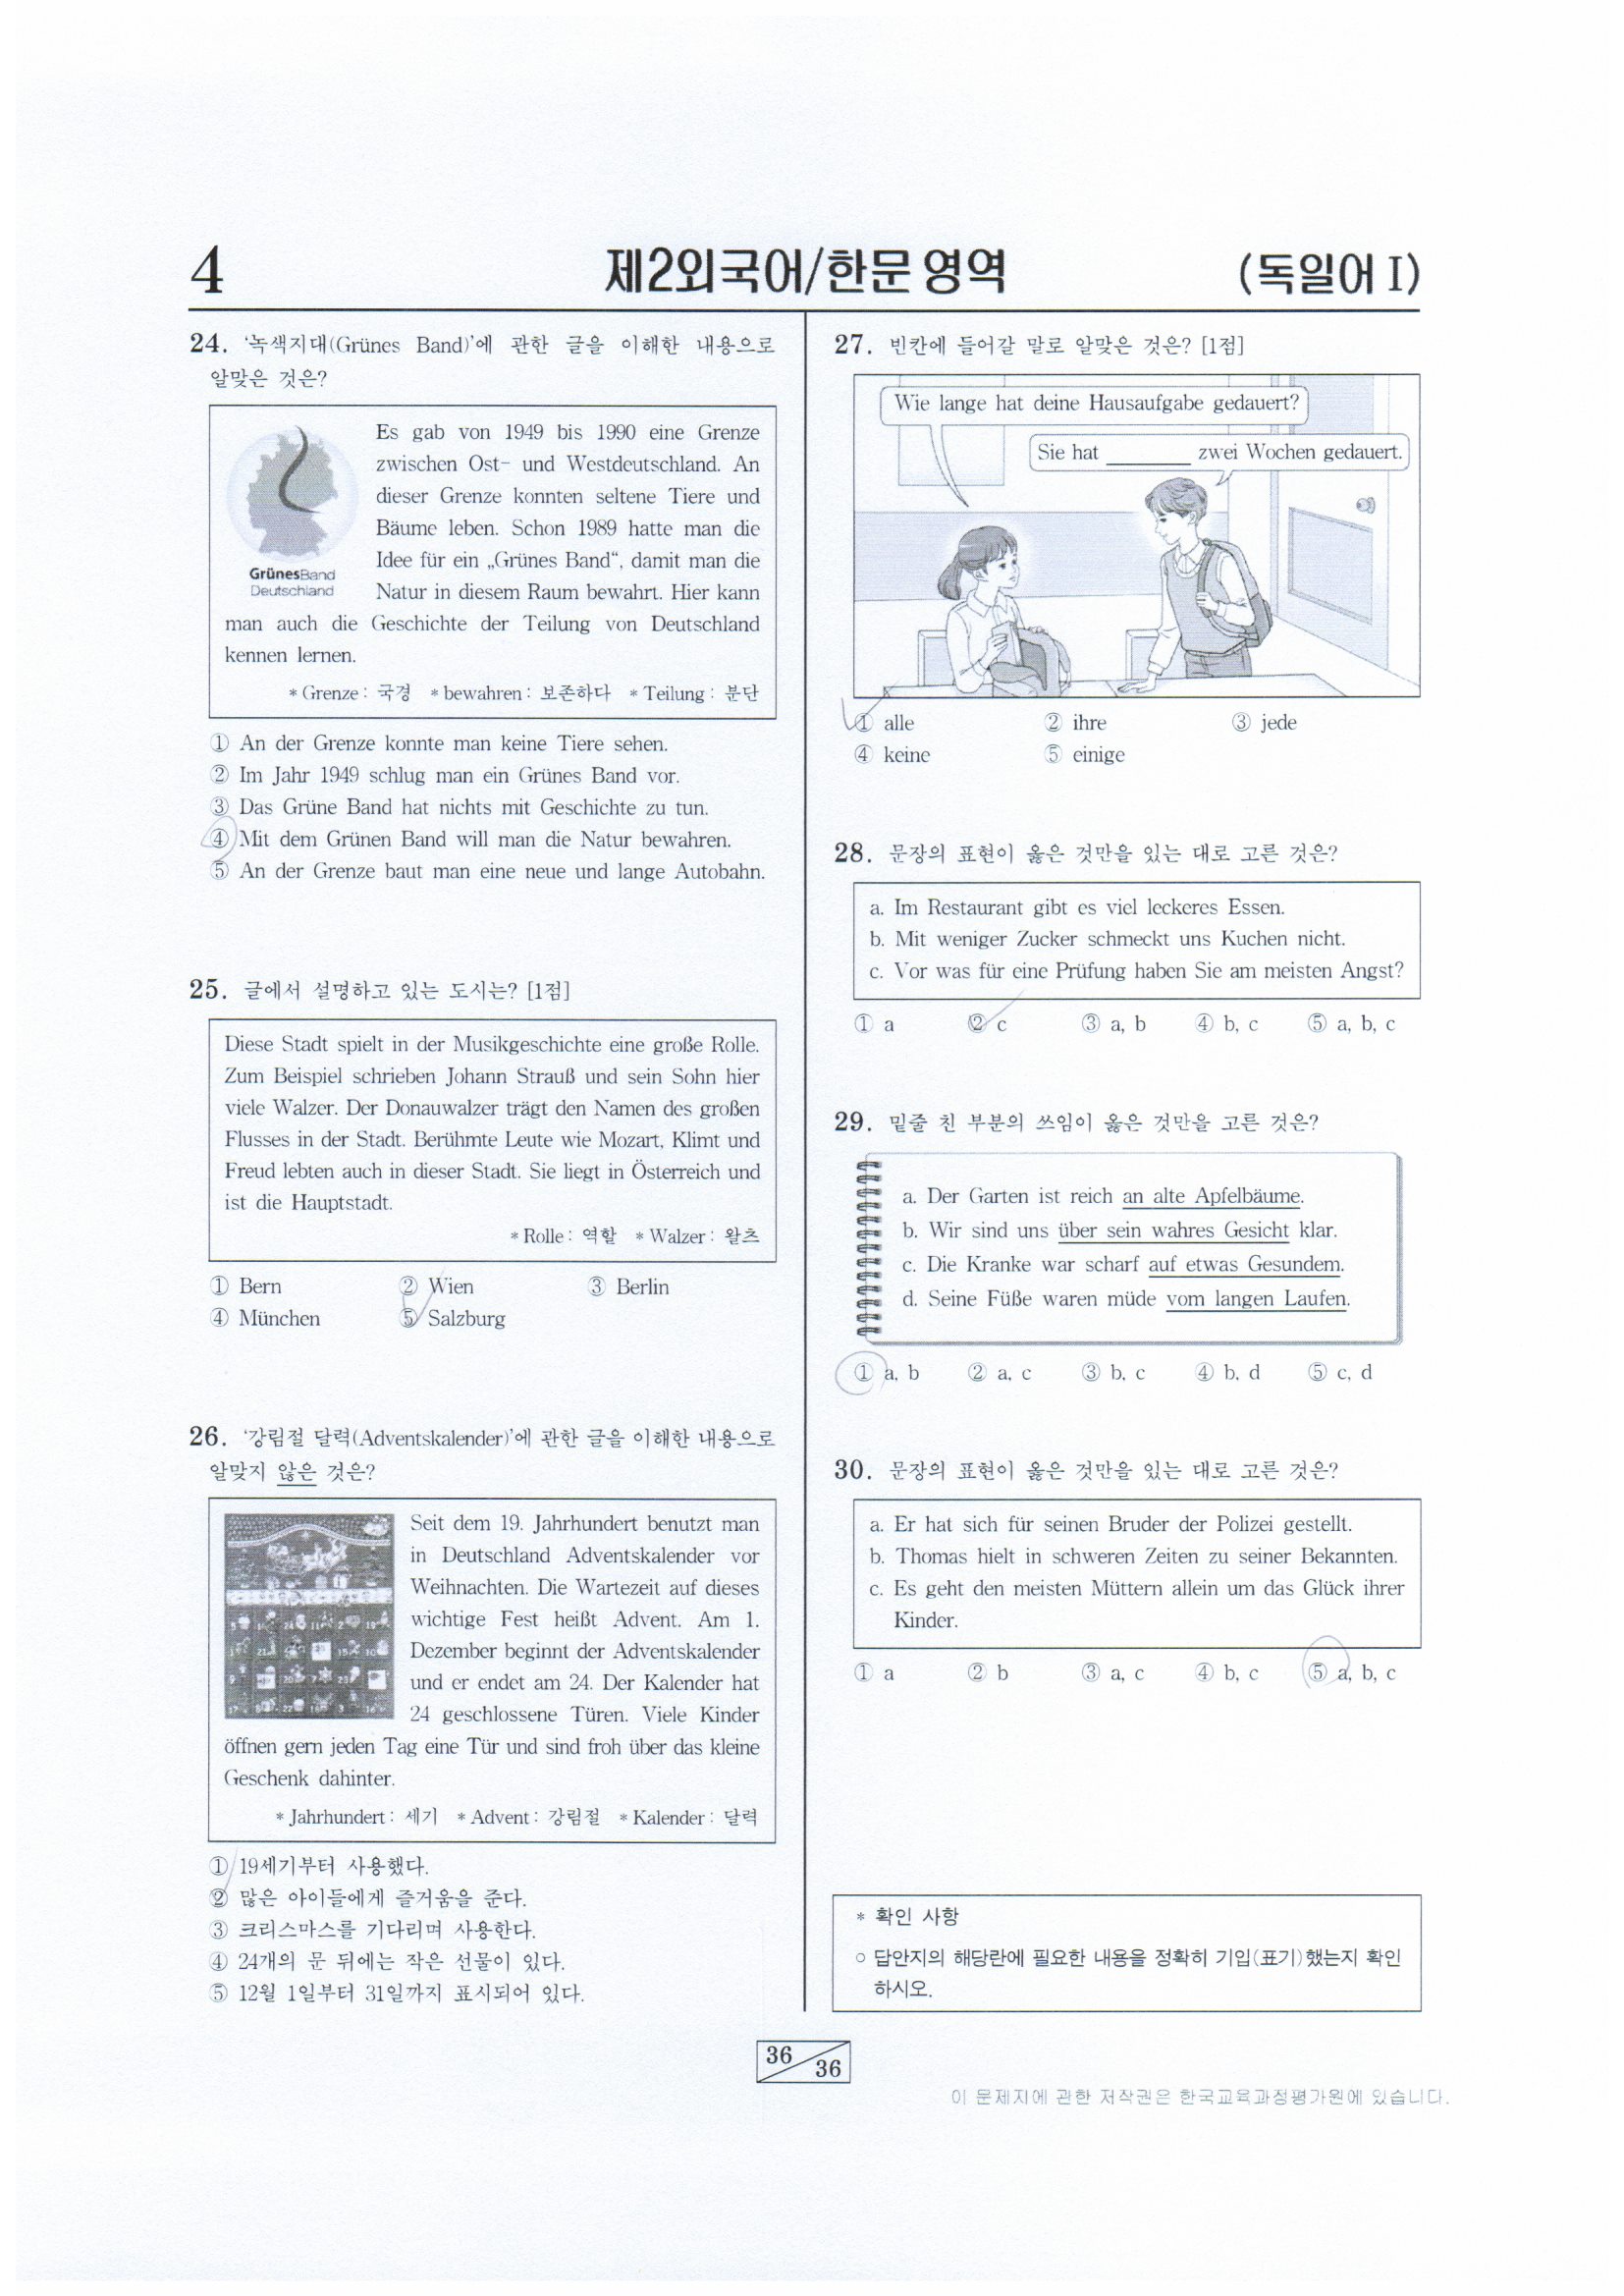 4
제2외국어/한문 영역
(독일어 I)
24. ‘녹색지대(Grünes Band)’에 관한 글을 이해한 내용으로
알맞은 것은?
GrünesBand
Deutschland
Es gab von 1949 bis 1990 eine Grenze
zwischen Ost- und Westdeutschland. An
dieser Grenze konnten seltene Tiere und
Bäume leben. Schon 1989 hatte man die
Idee für ein „Grünes Band“, damit man die
Natur in diesem Raum bewahrt. Hier kann
man auch die Geschichte der Teilung von Deutschland
kennen lernen.
* Grenze : 국경 * bewahren : 보존하다 * Teilung : 분단
① An der Grenze konnte man keine Tiere sehen.
② Im Jahr 1949 schlug man ein Grünes Band vor.
③ Das Grüne Band hat nichts mit Geschichte zu tun.
④ Mit dem Grünen Band will man die Natur bewahren.
⑤ An der Grenze baut man eine neue und lange Autobahn.
25. 글에서 설명하고 있는 도시는? [1점]
Diese Stadt spielt in der Musikgeschichte eine große Rolle.
Zum Beispiel schrieben Johann Strauß und sein Sohn hier
viele Walzer. Der Donauwalzer trägt den Namen des großen
Flusses in der Stadt. Berühmte Leute wie Mozart, Klimt und
Freud lebten auch in dieser Stadt. Sie liegt in Österreich und
ist die Hauptstadt.
* Rolle : 역할 * Walzer : 왈츠
① Bern ② Wien ③ Berlin
④ München ⑤ Salzburg
26. ‘강림절 달력(Adventskalender)’에 관한 글을 이해한 내용으로
알맞지 않은 것은?
Seit dem 19. Jahrhundert benutzt man
in Deutschland Adventskalender vor
Weihnachten. Die Wartezeit auf dieses
wichtige Fest heißt Advent. Am 1.
Dezember beginnt der Adventskalender
und er endet am 24. Der Kalender hat
24 geschlossene Türen. Viele Kinder
öffnen gern jeden Tag eine Tür und sind froh über das kleine
Geschenk dahinter.
* Jahrhundert : 세기 * Advent : 강림절 * Kalender : 달력
① 19세기부터 사용했다.
② 많은 아이들에게 즐거움을 준다.
③ 크리스마스를 기다리며 사용한다.
④ 24개의 문 뒤에는 작은 선물이 있다.
⑤ 12월 1일부터 31일까지 표시되어 있다.
27. 빈칸에 들어갈 말로 알맞은 것은? [1점]
Wie lange hat deine Hausaufgabe gedauert?
Sie hat ________ zwei Wochen gedauert.
① alle ② ihre ③ jede
④ keine ⑤ einige
28. 문장의 표현이 옳은 것만을 있는 대로 고른 것은?
a. Im Restaurant gibt es viel leckeres Essen.
b. Mit weniger Zucker schmeckt uns Kuchen nicht.
c. Vor was für eine Prüfung haben Sie am meisten Angst?
① a ② c ③ a, b ④ b, c ⑤ a, b, c
29. 밑줄 친 부분의 쓰임이 옳은 것만을 고른 것은?
a. Der Garten ist reich an alte Apfelbäume.
b. Wir sind uns über sein wahres Gesicht klar.
c. Die Kranke war scharf auf etwas Gesundem.
d. Seine Füße waren müde vom langen Laufen.
① a, b ② a, c ③ b, c ④ b, d ⑤ c, d
30. 문장의 표현이 옳은 것만을 있는 대로 고른 것은?
a. Er hat sich für seinen Bruder der Polizei gestellt.
b. Thomas hielt in schweren Zeiten zu seiner Bekannten.
c. Es geht den meisten Müttern allein um das Glück ihrer
Kinder.
① a ② b ③ a, c ④ b, c ⑤ a, b, c
* 확인 사항
○ 답안지의 해당란에 필요한 내용을 정확히 기입(표기)했는지 확인
하시오.
36
36
이 문제지에 관한 저작권은 한국교육과정평가원에 있습니다.